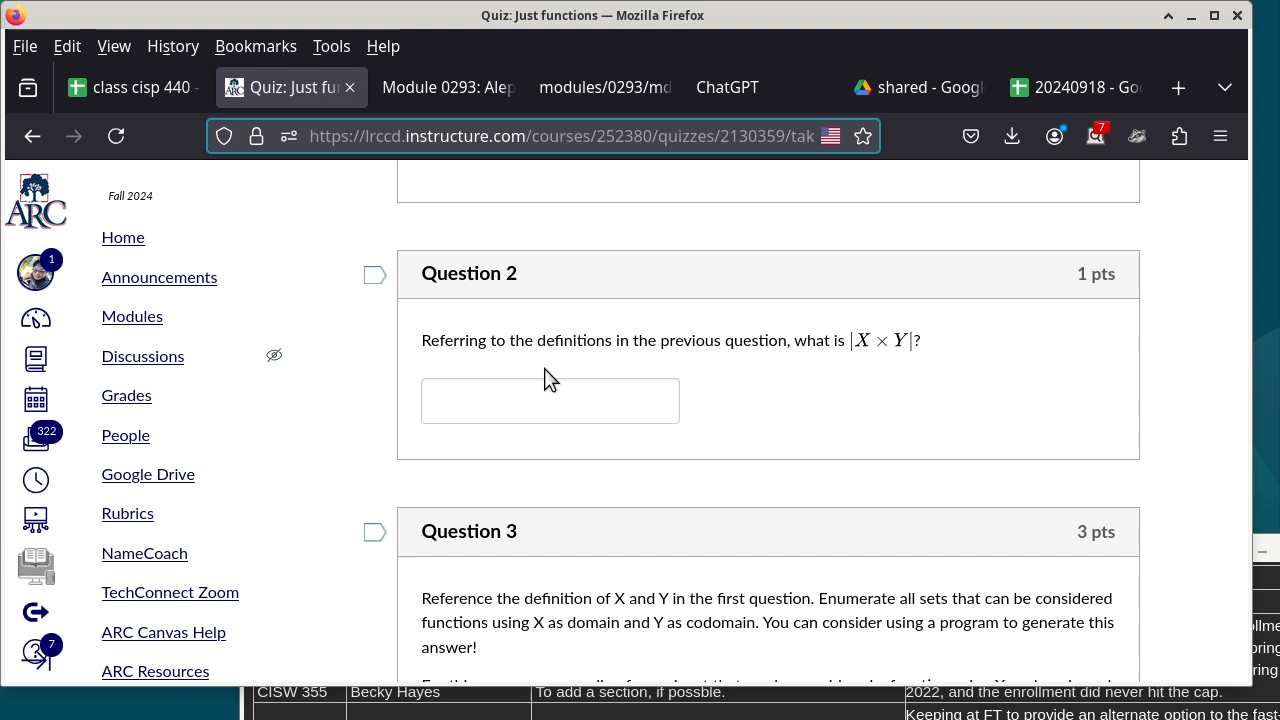 Quiz: Just functions — Mozilla Firefox
File Edit View History Bookmarks Tools Help
class cisp 440 - Quiz: Just fu Module 0293: Alep modules/0293/md ChatGPT shared - Googl 20240918 - Go
https://lrccd.instructure.com/courses/252380/quizzes/2130359/tak
7
ARC
Fall 2024
Home
1
Announcements
Modules
Discussions
Grades
322
People
Google Drive
Rubrics
NameCoach
TechConnect Zoom
ARC Canvas Help
7
ARC Resources
Question 2 1 pts
Referring to the definitions in the previous question, what is |X × Y|?
Question 3 3 pts
Reference the definition of X and Y in the first question. Enumerate all sets that can be considered
functions using X as domain and Y as codomain. You can consider using a program to generate this
answer!
CISW 355 Becky Hayes To add a section, if possble. 2022, and the enrollment did never hit the cap.
Keeping at FT to provide an alternate option to the fast